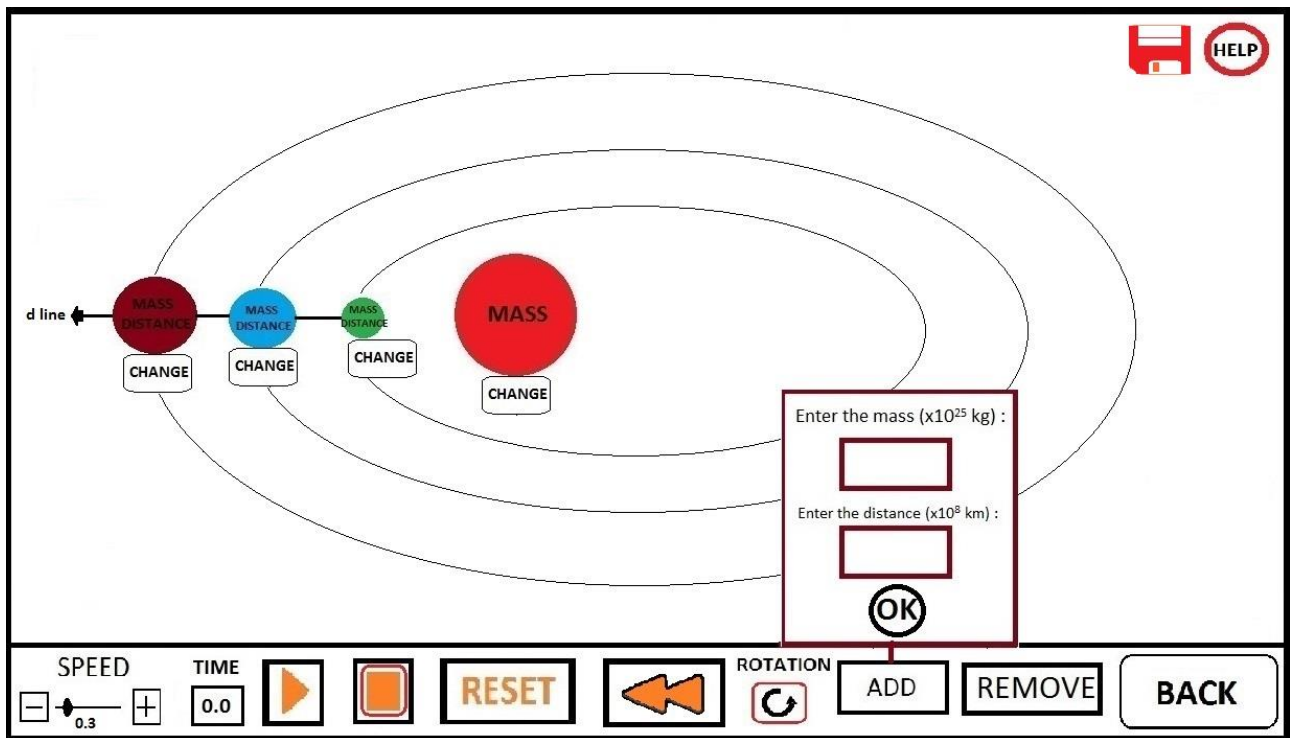 HELP
d line
MASS
DISTANCE
CHANGE
MASS
DISTANCE
CHANGE
MASS
DISTANCE
CHANGE
MASS
CHANGE
Enter the mass (x10²⁵ kg) :
Enter the distance (x10⁸ km) :
OK
SPEED
0.3
TIME
0.0
RESET
ROTATION
ADD
REMOVE
BACK